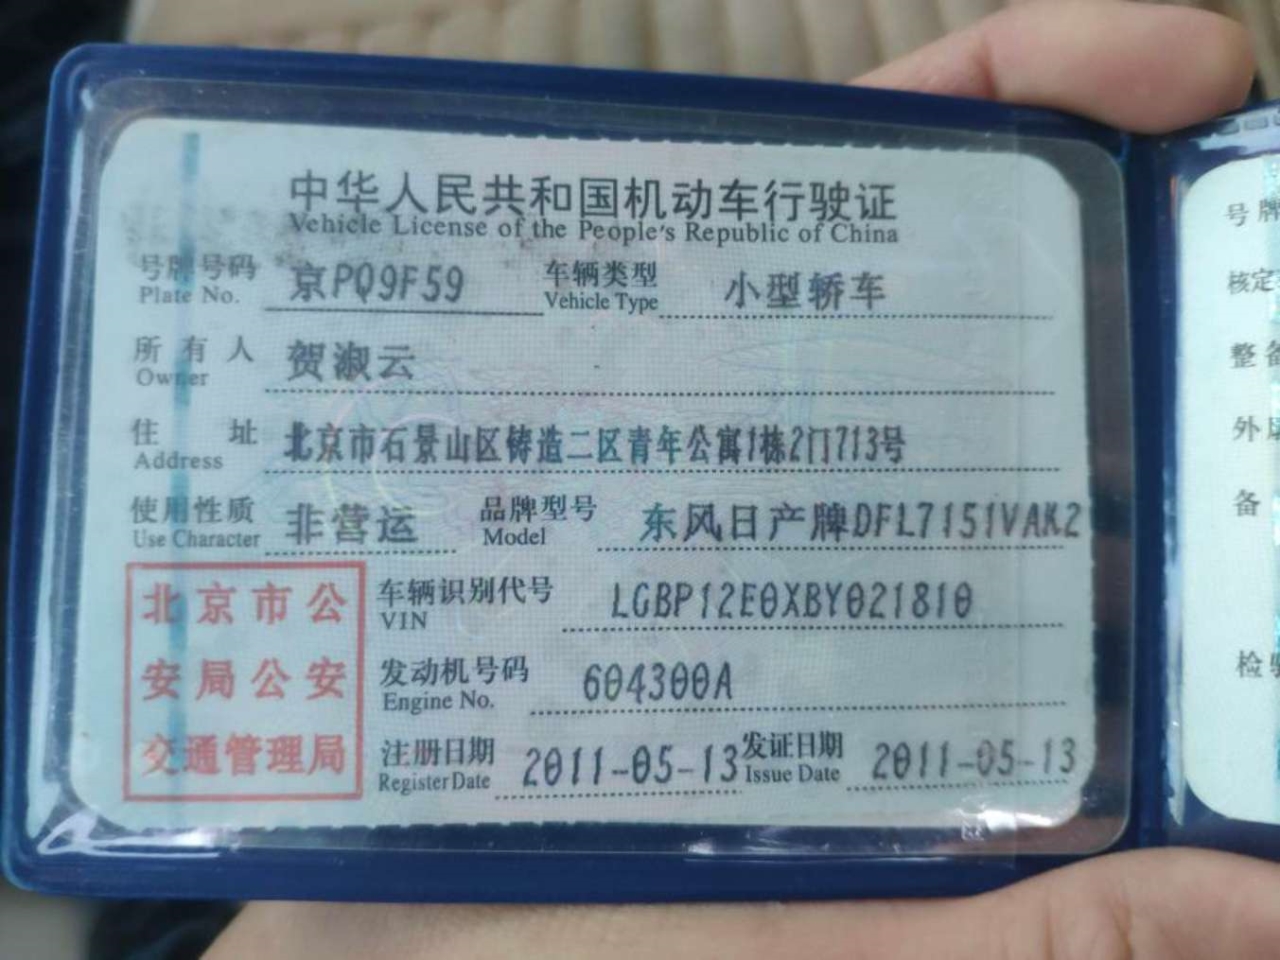 中华人民共和国机动车行驶证
Vehicle License of the People's Republic of China
号牌号码 京PQ9F59 车辆类型 小型轿车
Plate No. Vehicle Type
所有人 贺淑云
Owner
住址 北京市石景山区铸造二区青年公寓1栋2门713号
Address
使用性质 非营运 品牌型号 东风日产牌DFL7151VAK2
Use Character Model
北京市公
安局公安
交通管理局
车辆识别代号 LGBP12E0XBY021810
VIN
发动机号码 604300A
Engine No.
注册日期 2011-05-13 发证日期 2011-05-13
Register Date Issue Date
号牌
核定
整备
外
备
检验